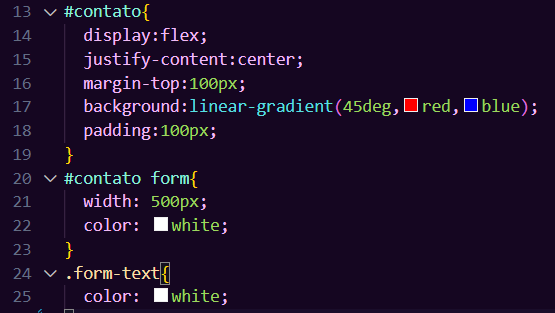 13 #contato{
14 display:flex;
15 justify-content:center;
16 margin-top:100px;
17 background:linear-gradient(45deg,red,blue);
18 padding:100px;
19 }
20 #contato form{
21 width: 500px;
22 color: white;
23 }
24 .form-text{
25 color: white;